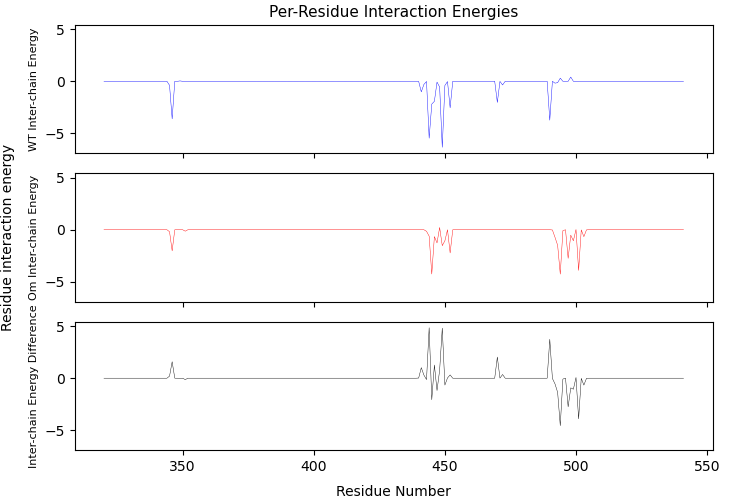 Per-Residue Interaction Energies
Residue interaction energy
WT Inter-chain Energy
5
0
−5
Om Inter-chain Energy
5
0
−5
Inter-chain Energy Difference
5
0
−5
350 400 450 500 550
Residue Number